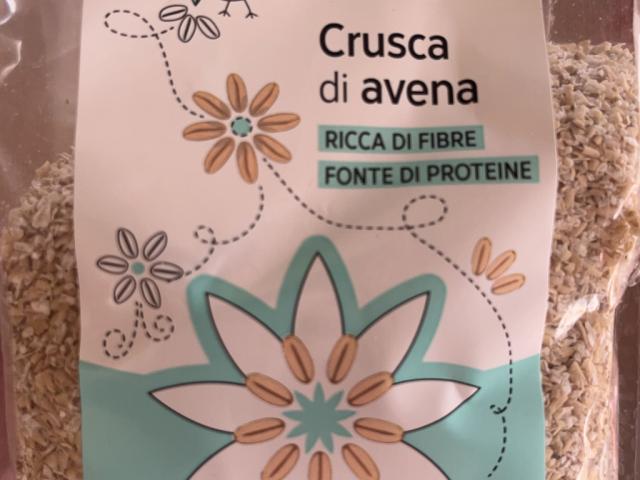 Crusca
di avena
RICCA DI FIBRE
FONTE DI PROTEINE